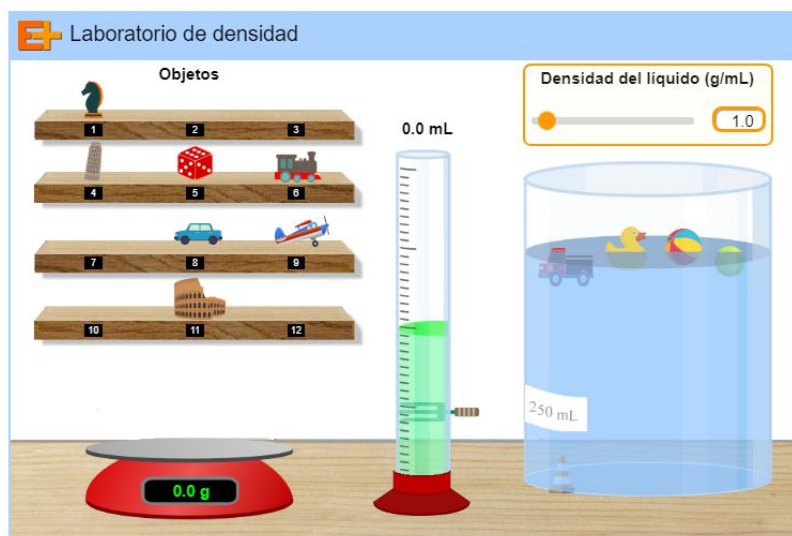 E+ Laboratorio de densidad
Objetos
Densidad del líquido (g/mL)
1.0
0.0 mL
1 2 3
4 5 6
7 8 9
10 11 12
250 mL
0.0 g